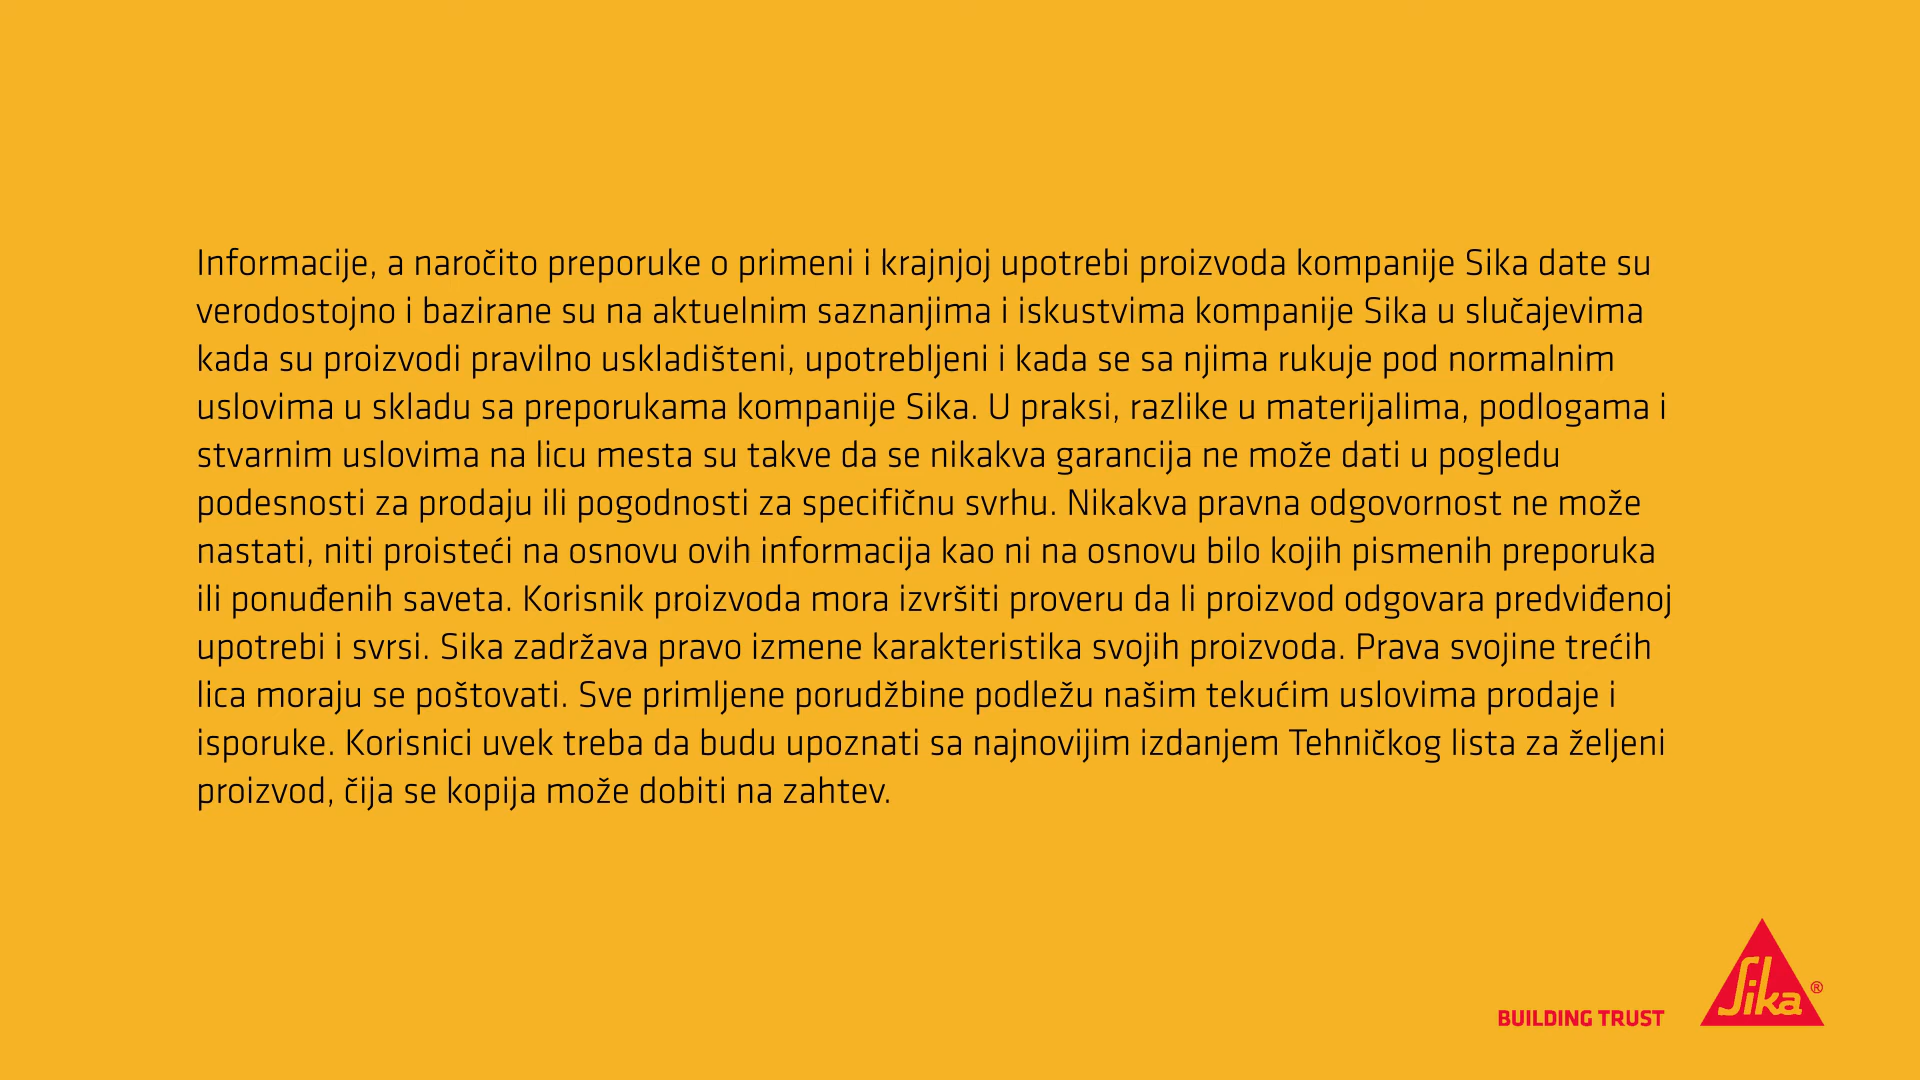 Informacije, a naročito preporuke o primeni i krajnjoj upotrebi proizvoda kompanije Sika date su
verodostojno i bazirane su na aktuelnim saznanjima i iskustvima kompanije Sika u slučajevima
kada su proizvodi pravilno uskladišteni, upotrebljeni i kada se sa njima rukuje pod normalnim
uslovima u skladu sa preporukama kompanije Sika. U praksi, razlike u materijalima, podlogama i
stvarnim uslovima na licu mesta su takve da se nikakva garancija ne može dati u pogledu
podesnosti za prodaju ili pogodnosti za specifičnu svrhu. Nikakva pravna odgovornost ne može
nastati, niti proisteći na osnovu ovih informacija kao ni na osnovu bilo kojih pismenih preporuka
ili ponuđenih saveta. Korisnik proizvoda mora izvršiti proveru da li proizvod odgovara predviđenoj
upotrebi i svrsi. Sika zadržava pravo izmene karakteristika svojih proizvoda. Prava svojine trećih
lica moraju se poštovati. Sve primljene porudžbine podležu našim tekućim uslovima prodaje i
isporuke. Korisnici uvek treba da budu upoznati sa najnovijim izdanjem Tehničkog lista za željeni
proizvod, čija se kopija može dobiti na zahtev.
BUILDING TRUST
Sika®